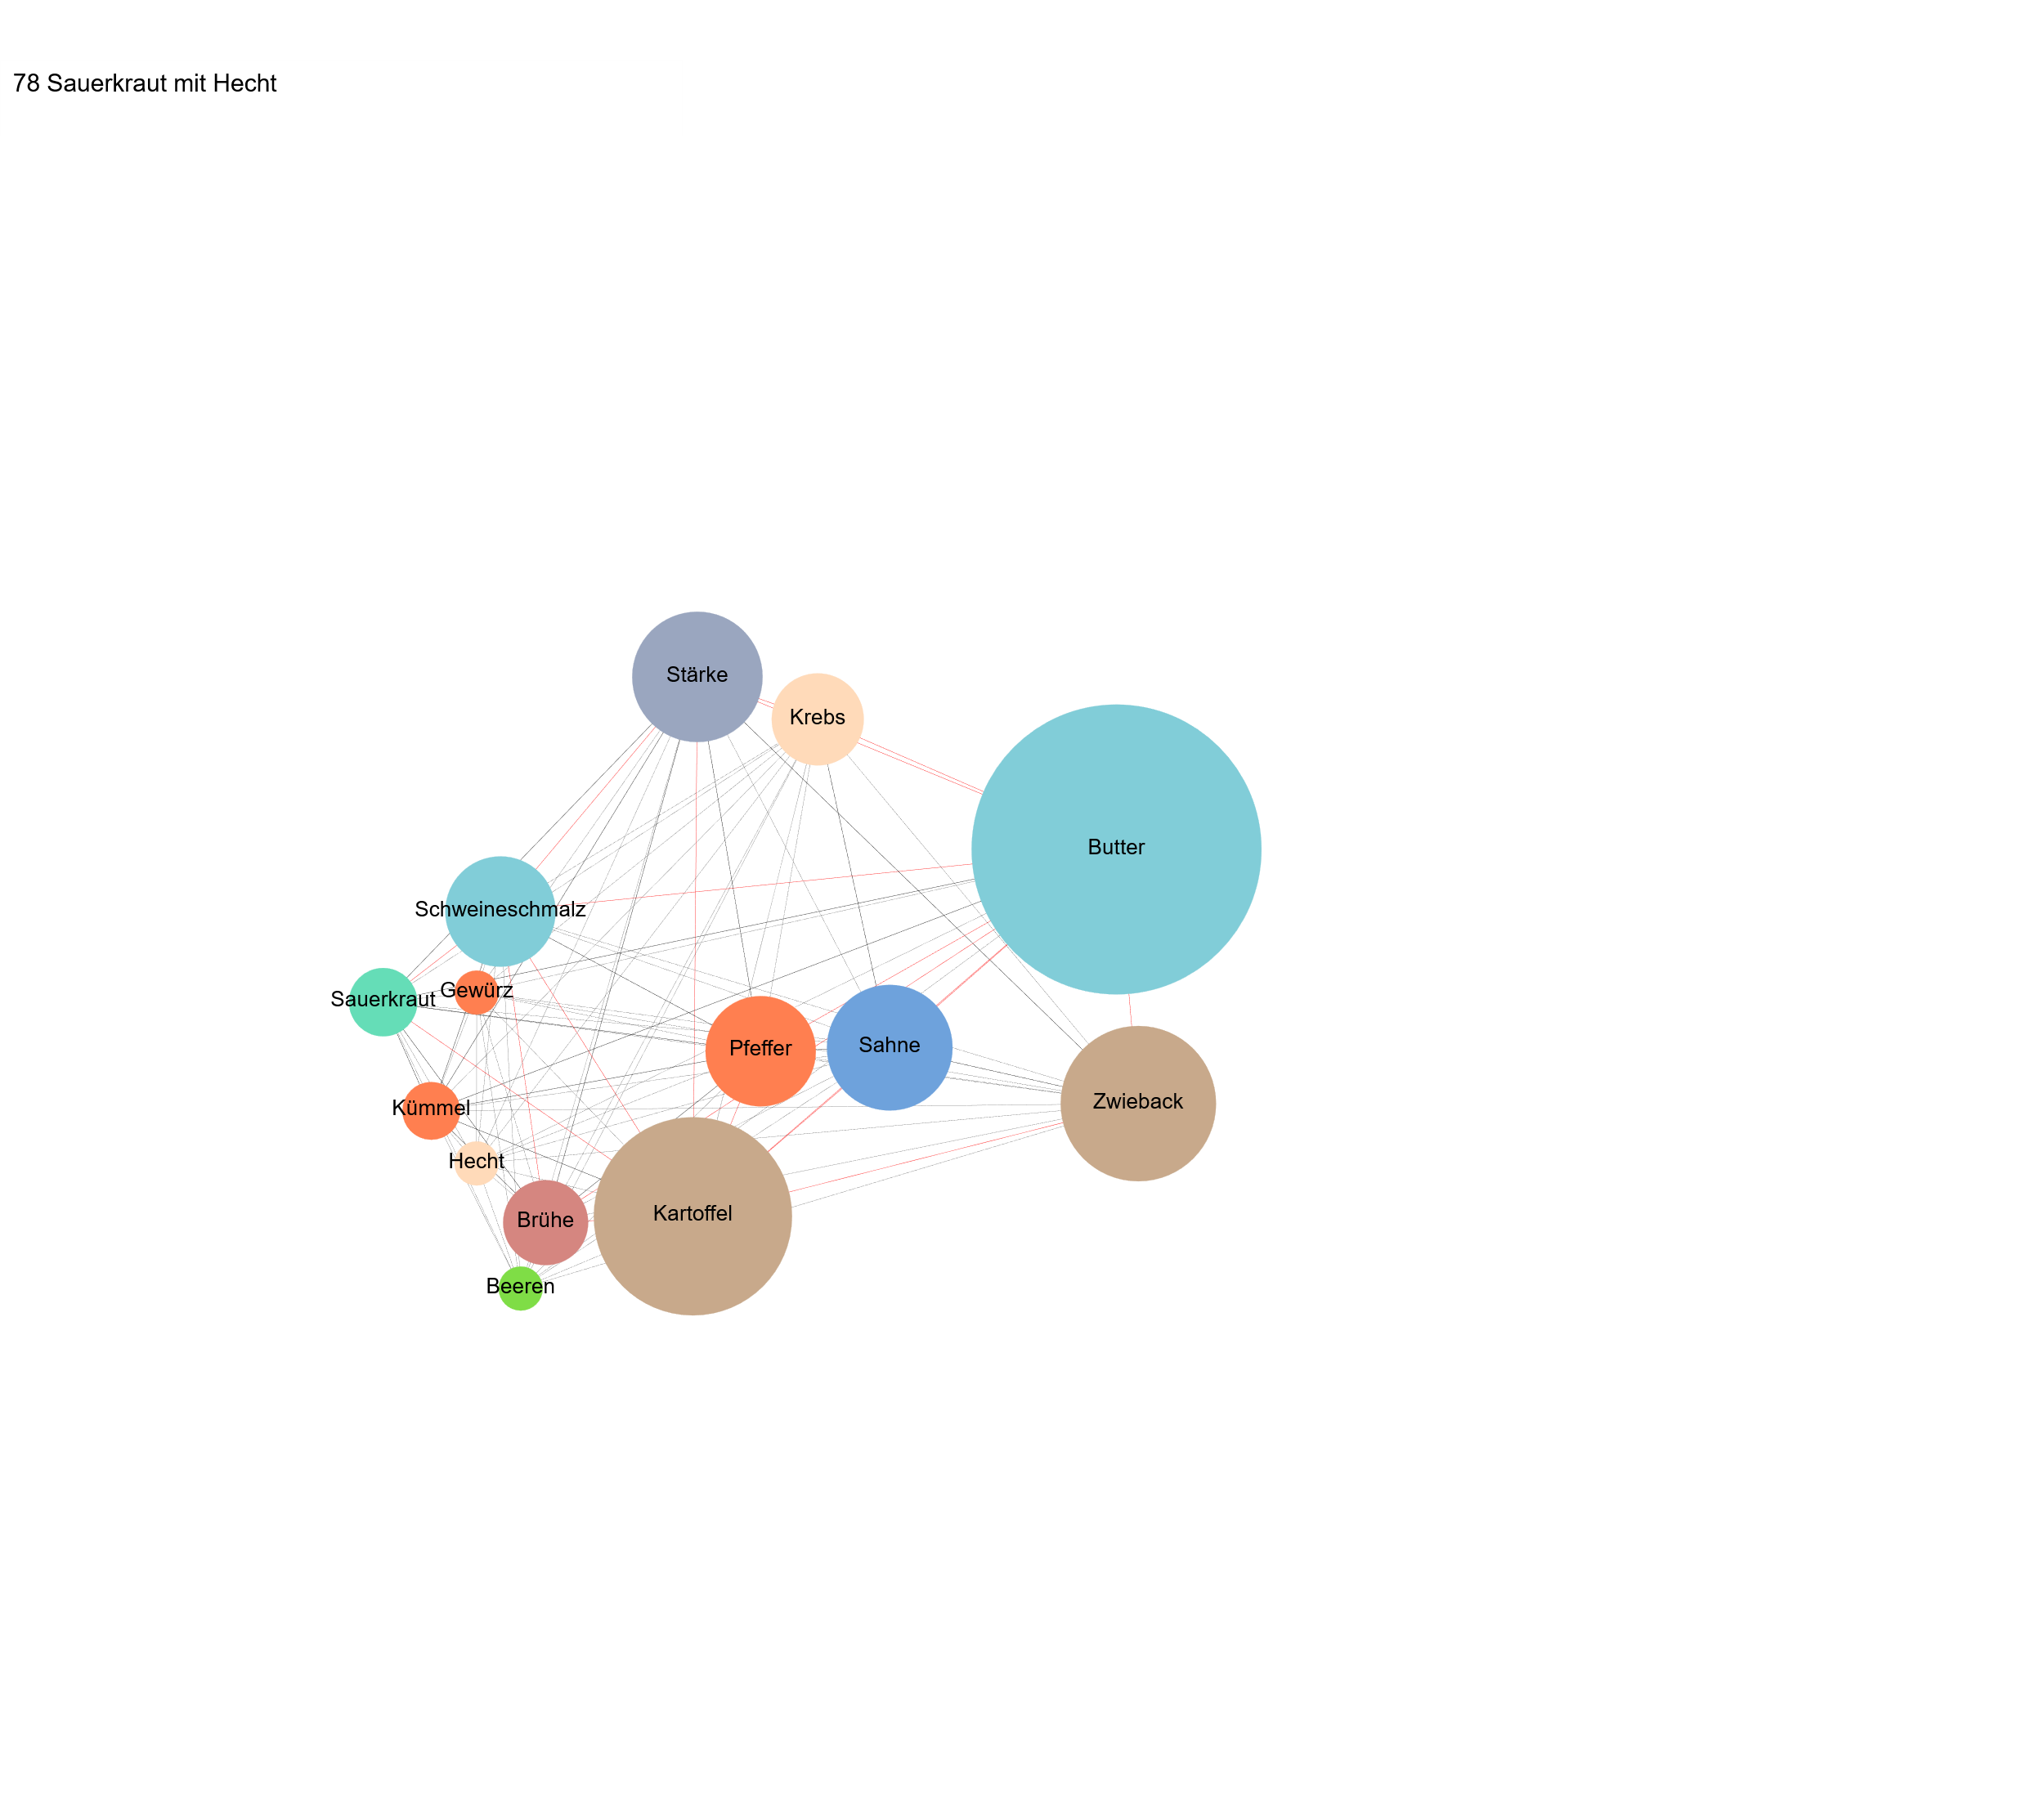 78 Sauerkraut mit Hecht
Stärke
Krebs
Butter
Schweineschmalz
Gewürz
Sauerkraut
Pfeffer
Sahne
Zwieback
Kümmel
Hecht
Kartoffel
Brühe
Beeren